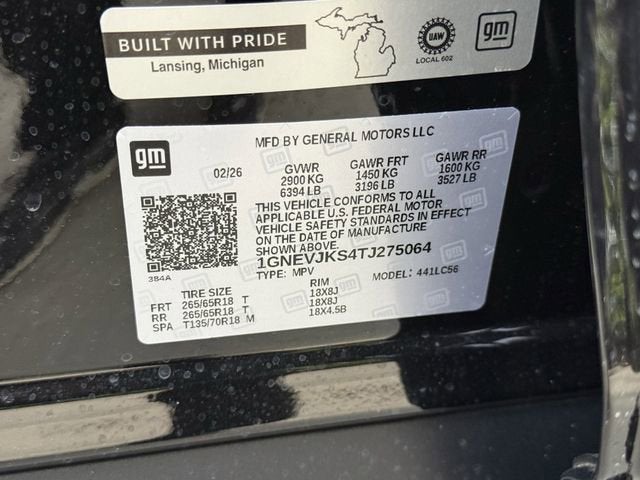 BUILT WITH PRIDE
Lansing, Michigan
UAW
LOCAL 602
gm
gm
MFD BY GENERAL MOTORS LLC
02/26 GVWR GAWR FRT GAWR RR
2900 KG 1450 KG 1600 KG
6394 LB 3196 LB 3527 LB
THIS VEHICLE CONFORMS TO ALL
APPLICABLE U.S. FEDERAL MOTOR
VEHICLE SAFETY STANDARDS IN EFFECT
ON THE DATE OF MANUFACTURE
SHOWN ABOVE.
1GNEVJKS4TJ275064
TYPE: MPV MODEL: 441LC56
3B4A
TIRE SIZE RIM
FRT 265/65R18 T 18X8J
RR 265/65R18 T 18X8J
SPA T135/70R18 M 18X4.5B